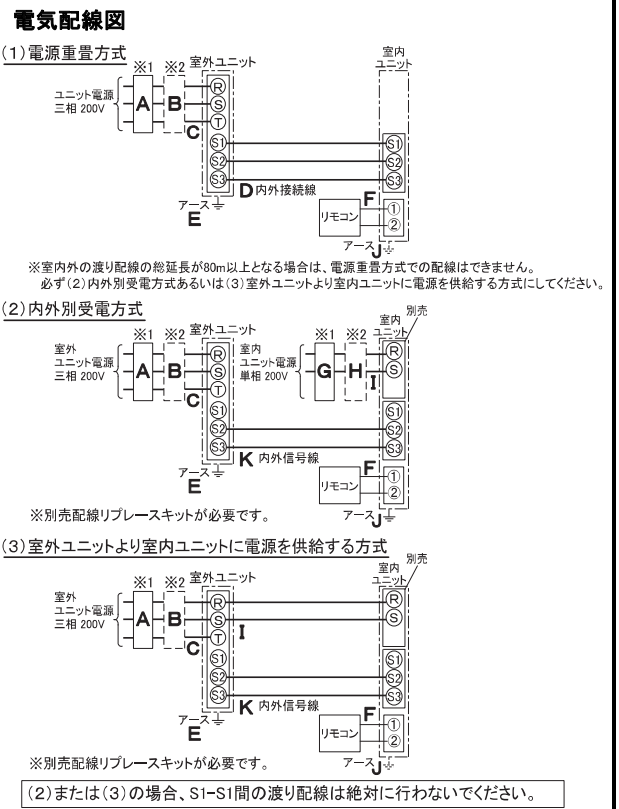 電気配線図
(1)電源重畳方式
※1 ※2 室外ユニット
室内
ユニット
ユニット電源
三相 200V
A B C
R
S
T
S1 S1
S2 S2
S3 S3
D 内外接続線
アース
E
リモコン
F
①
②
アース J
※室内外の渡り配線の総延長が80m以上となる場合は、電源重畳方式での配線はできません。
必ず(2)内外別受電方式あるいは(3)室外ユニットより室内ユニットに電源を供給する方式にしてください。
(2)内外別受電方式
別売
※1 ※2 室外ユニット
※1 ※2
室内
ユニット
室外
ユニット電源
三相 200V
A B C
R
S
T
室内
ユニット電源
単相 200V
G H I
R
S
S1 S1
S2 S2
S3 S3
K 内外信号線
アース
E
リモコン
F
①
②
アース J
※別売配線リプレースキットが必要です。
(3)室外ユニットより室内ユニットに電源を供給する方式
別売
※1 ※2 室外ユニット
室内
ユニット
室外
ユニット電源
三相 200V
A B C
R R
S S
T
I
S1 S1
S2 S2
S3 S3
K 内外信号線
アース
E
リモコン
F
①
②
アース J
※別売配線リプレースキットが必要です。
(2)または(3)の場合、S1-S1間の渡り配線は絶対に行わないでください。